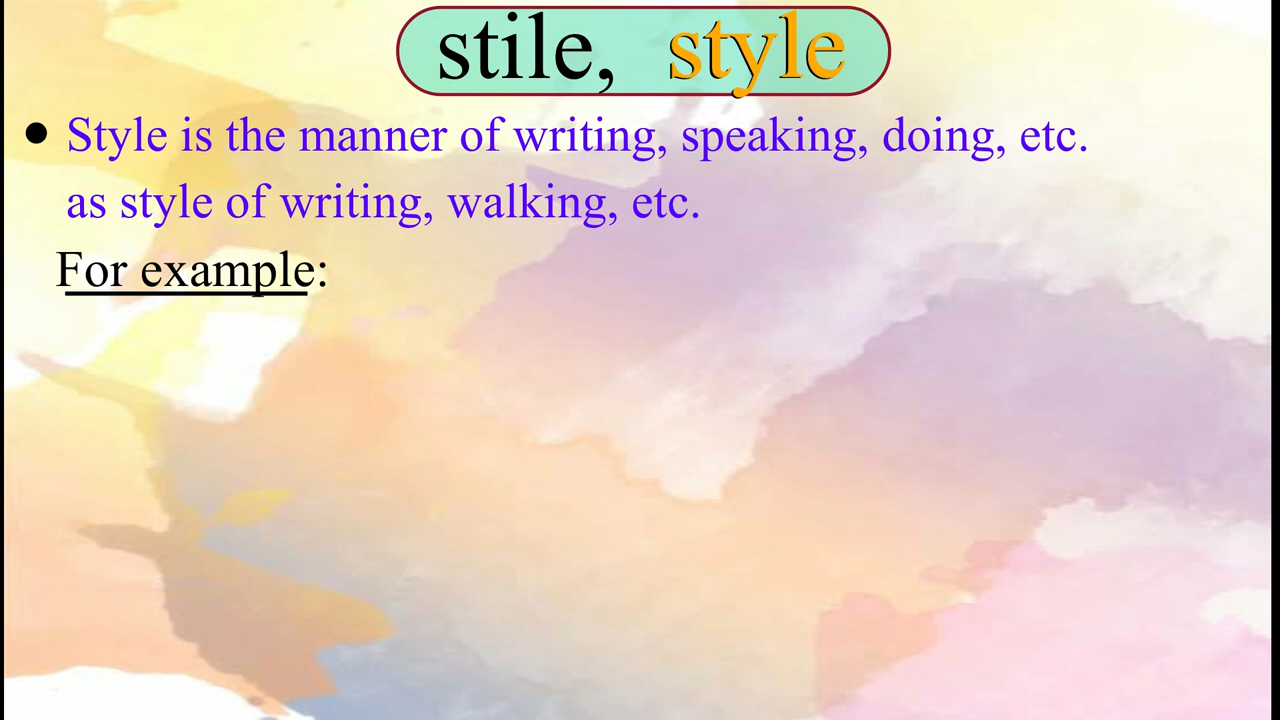 stile, style
• Style is the manner of writing, speaking, doing, etc.
as style of writing, walking, etc.
For example: